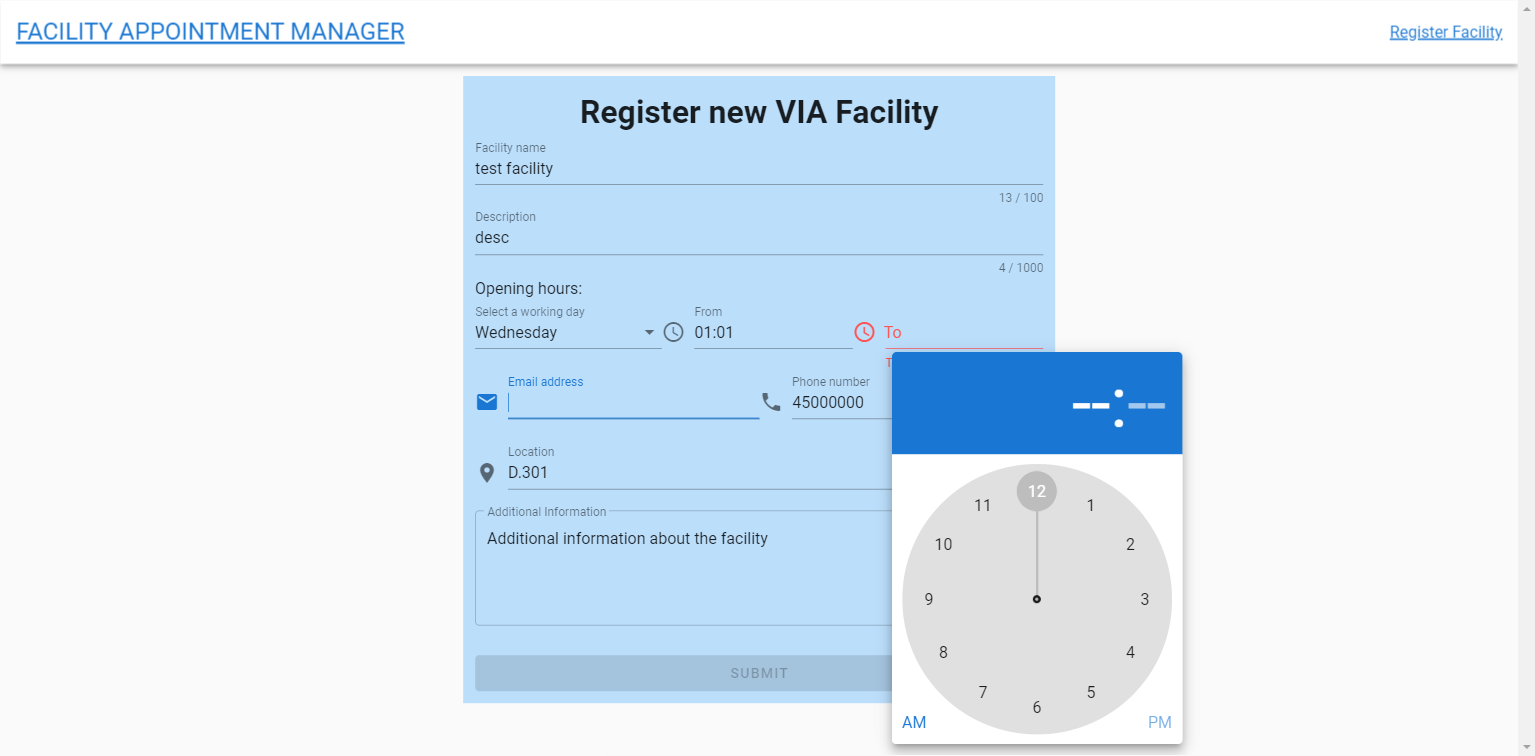 FACILITY APPOINTMENT MANAGER
Register Facility
Register new VIA Facility
Facility name
test facility
13 / 100
Description
desc
4 / 1000
Opening hours:
Select a working day
Wednesday
From
01:01
To
Email address
Phone number
45000000
Location
D.301
Additional Information
Additional information about the facility
SUBMIT
--:--
12
1
2
3
4
5
6
7
8
9
10
11
AM
PM